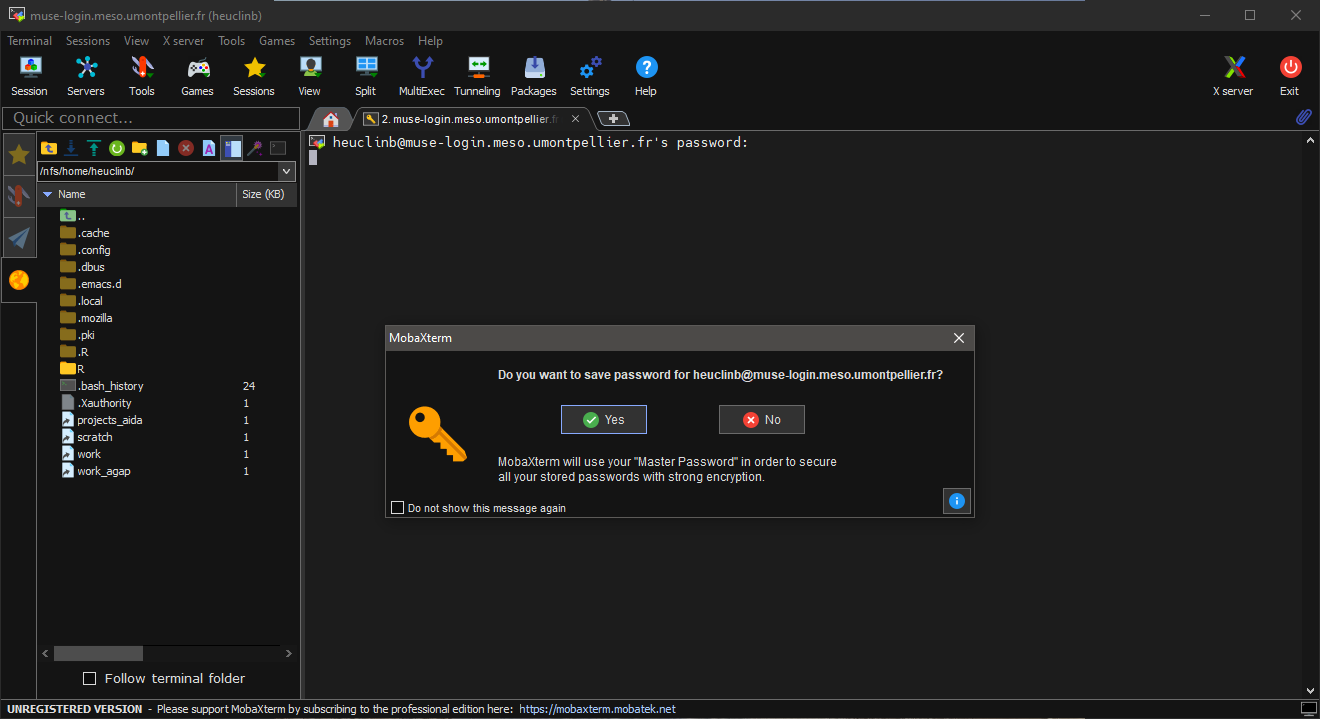 muse-login.meso.umontpellier.fr (heuclinb)
Terminal Sessions View X server Tools Games Settings Macros Help
Session Servers Tools Games Sessions View Split MultiExec Tunneling Packages Settings Help X server Exit
Quick connect...
2. muse-login.meso.umontpellier.fr
heuclinb@muse-login.meso.umontpellier.fr's password:
/nfs/home/heuclinb/
Name Size (KB)
..
.cache
.config
.dbus
.emacs.d
.local
.mozilla
.pki
.R
R
.bash_history 24
.Xauthority 1
projects_aida 1
scratch 1
work 1
work_agap 1
MobaXterm
Do you want to save password for heuclinb@muse-login.meso.umontpellier.fr?
Yes No
MobaXterm will use your "Master Password" in order to secure
all your stored passwords with strong encryption.
Do not show this message again
Follow terminal folder
UNREGISTERED VERSION - Please support MobaXterm by subscribing to the professional edition here: https://mobaxterm.mobatek.net